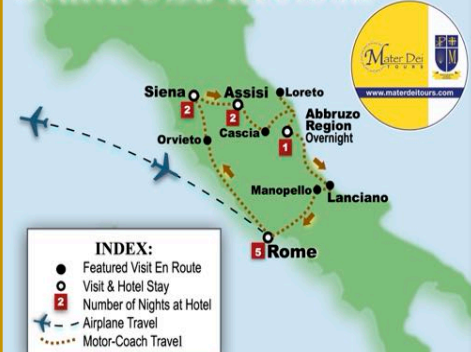 Mater Dei
TOURS
www.materdeitours.com
Siena
2
Assisi
2
Loreto
Orvieto
Cascia
Abbruzo
Region
Overnight
1
Manopello
Lanciano
5
Rome
INDEX:
Featured Visit En Route
Visit & Hotel Stay
2
Number of Nights at Hotel
Airplane Travel
Motor-Coach Travel